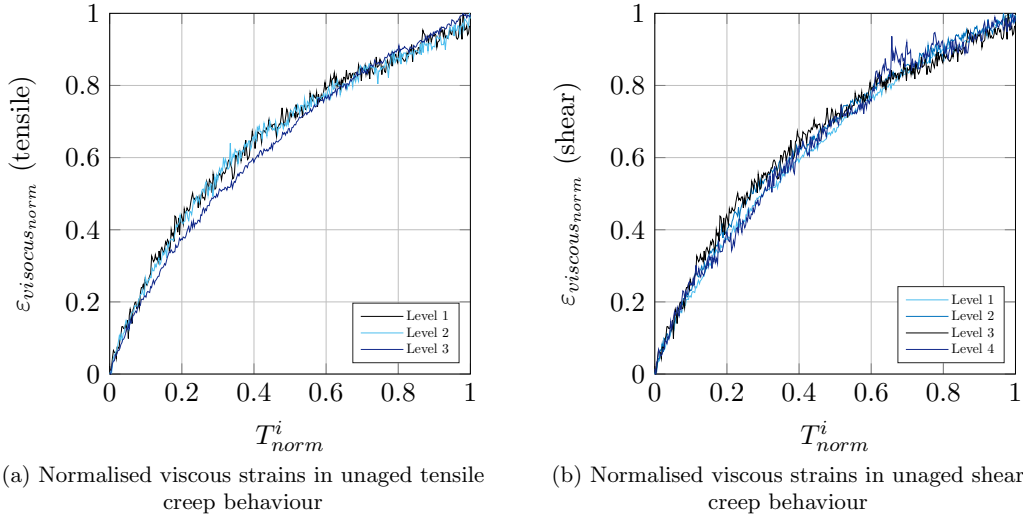 1
0.8
0.6
0.4
0.2
0
0 0.2 0.4 0.6 0.8 1
ε_{visocus_{norm}} (tensile)
T^i_{norm}
Level 1
Level 2
Level 3
(a) Normalised viscous strains in unaged tensile
creep behaviour
1
0.8
0.6
0.4
0.2
0
0 0.2 0.4 0.6 0.8 1
ε_{viscous_{norm}} (shear)
T^i_{norm}
Level 1
Level 2
Level 3
Level 4
(b) Normalised viscous strains in unaged shear
creep behaviour